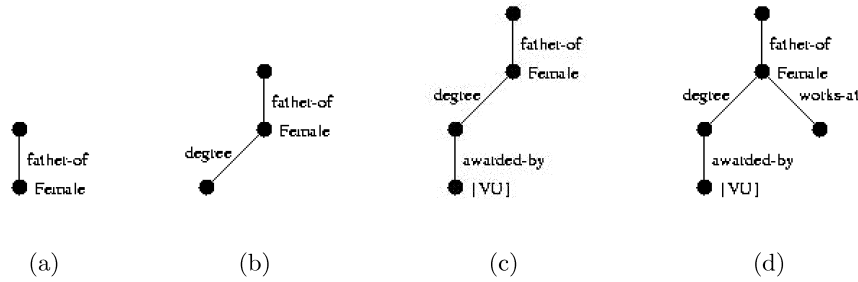 father-of
Female
(a)
father-of
Female
degree
(b)
father-of
Female
degree
awarded-by
[VU]
(c)
father-of
Female
degree
works-at
awarded-by
[VU]
(d)